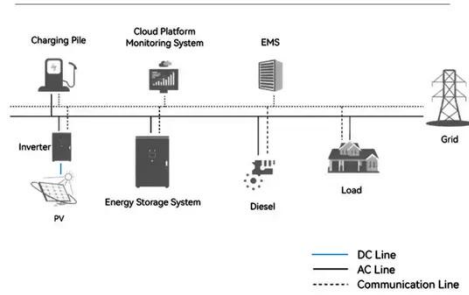 Charging Pile
Cloud Platform
Monitoring System
EMS
Grid
Inverter
PV
Energy Storage System
Diesel
Load
DC Line
AC Line
Communication Line